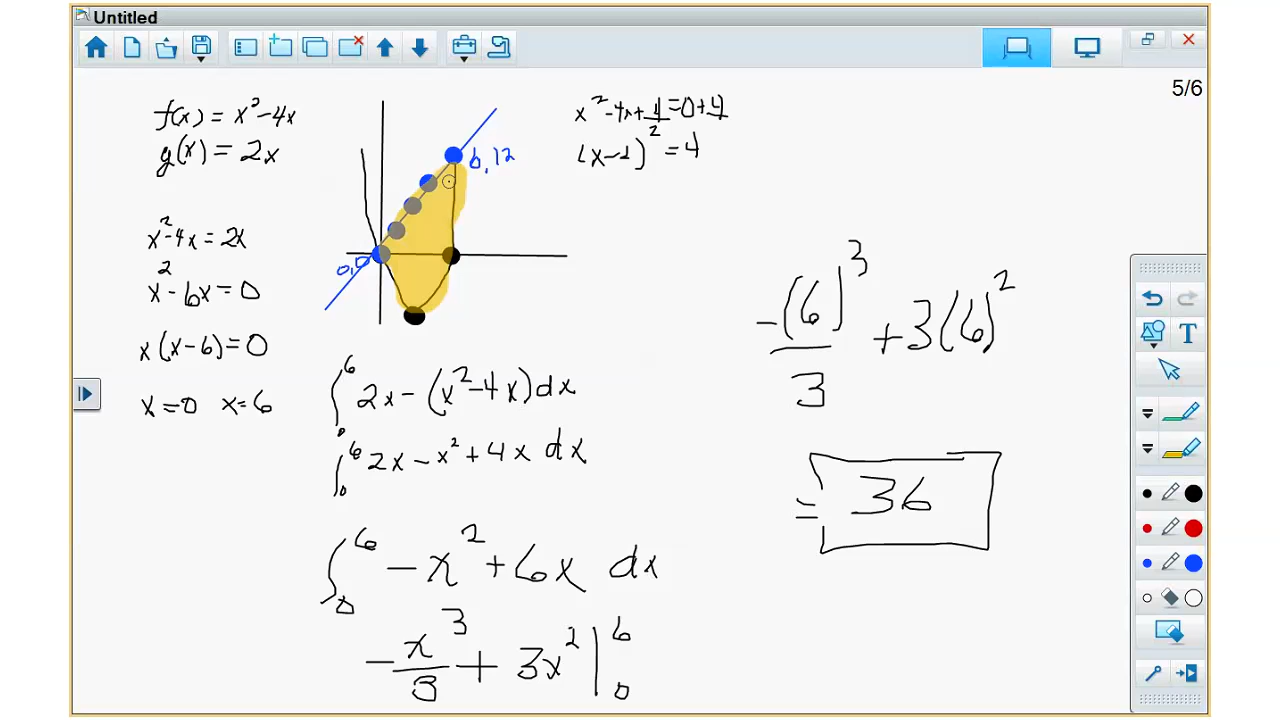 Untitled
5/6
f(x) = x²-4x
g(x) = 2x
x²-4x = 2x
x²-6x = 0
x(x-6) = 0
x=0 x=6
6,12
0,0
x²-4x+4=0+4
(x-2)²=4
∫₀⁶ 2x-(x²-4x)dx
∫₀⁶ 2x-x²+4x dx
∫₀⁶ -x²+6x dx
-x³/3 + 3x² |₀⁶
-(6)³/3 + 3(6)²
= 36
T